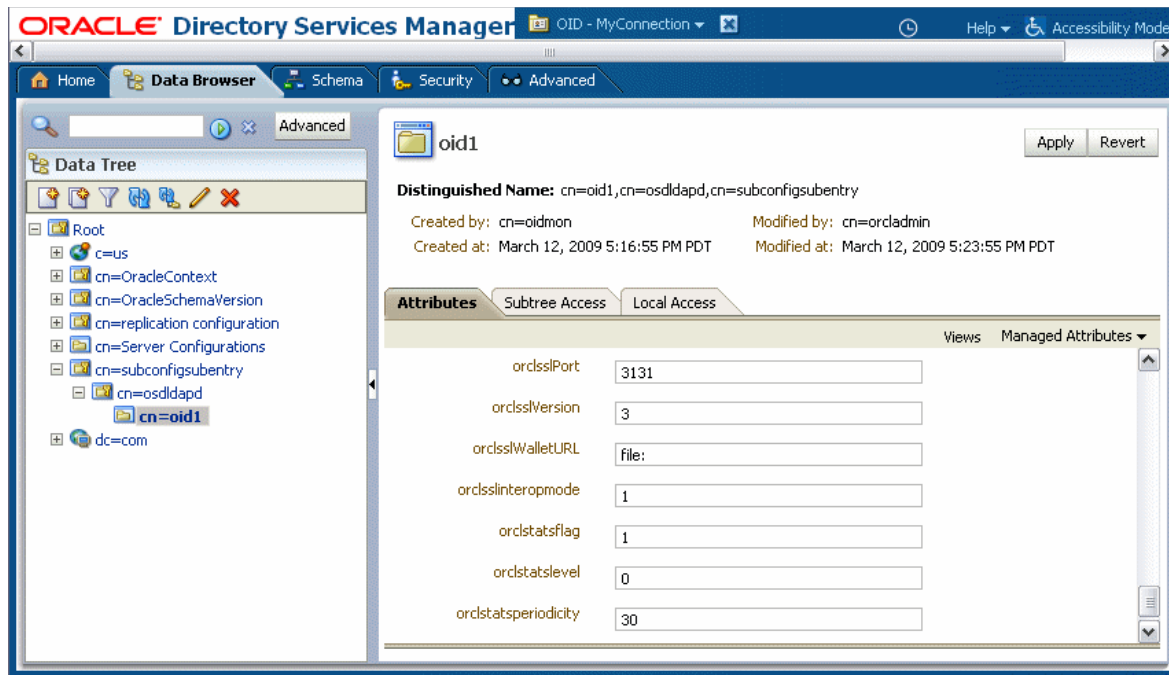 ORACLE Directory Services Manager OID - MyConnection Help Accessibility Mode
Home Data Browser Schema Security Advanced
Advanced
Data Tree
Root
c=us
cn=OracleContext
cn=OracleSchemaVersion
cn=replication configuration
cn=Server Configurations
cn=subconfigsubentry
cn=osdldapd
cn=oid1
dc=com
oid1 Apply Revert
Distinguished Name: cn=oid1,cn=osdldapd,cn=subconfigsubentry
Created by: cn=oidmon Modified by: cn=orcladmin
Created at: March 12, 2009 5:16:55 PM PDT Modified at: March 12, 2009 5:23:55 PM PDT
Attributes Subtree Access Local Access
Views Managed Attributes
orclsslPort 3131
orclsslVersion 3
orclsslWalletURL file:
orclsslinteropmode 1
orclstatsflag 1
orclstatslevel 0
orclstatsperiodicity 30